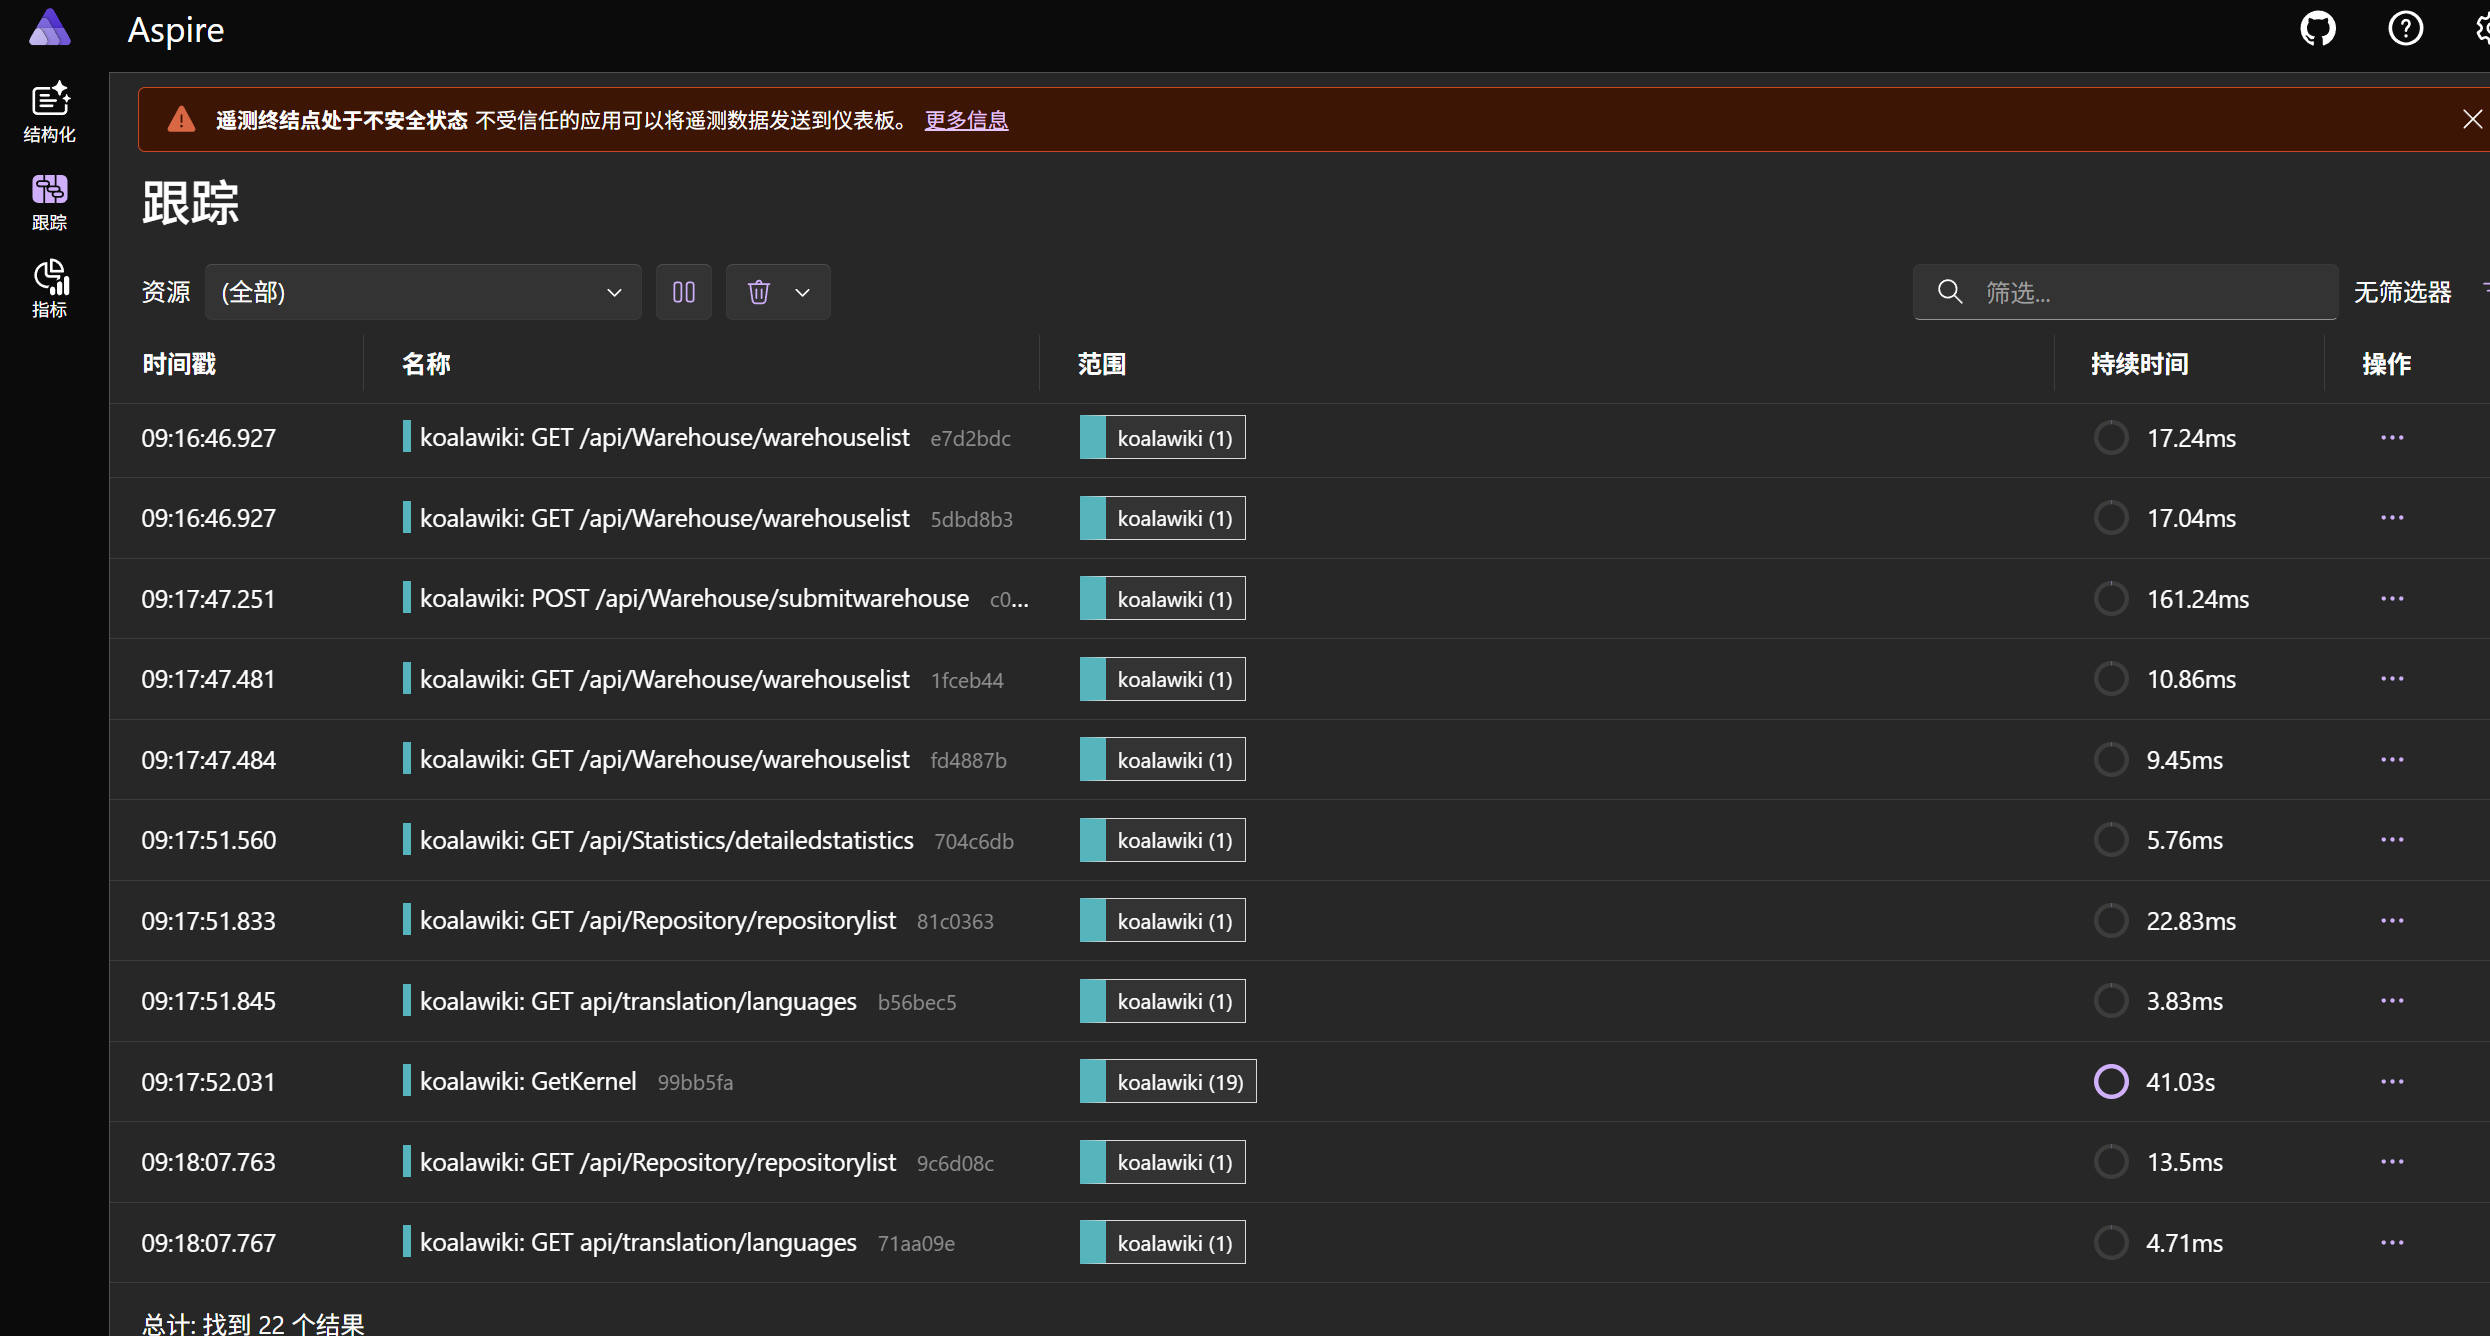 Aspire
结构化
跟踪
指标
遥测终结点处于不安全状态 不受信任的应用可以将遥测数据发送到仪表板。 更多信息
跟踪
资源 (全部) 筛选... 无筛选器
时间戳 名称 范围 持续时间 操作
09:16:46.927 koalawiki: GET /api/Warehouse/warehouselist e7d2bdc koalawiki (1) 17.24ms
09:16:46.927 koalawiki: GET /api/Warehouse/warehouselist 5dbd8b3 koalawiki (1) 17.04ms
09:17:47.251 koalawiki: POST /api/Warehouse/submitwarehouse c0... koalawiki (1) 161.24ms
09:17:47.481 koalawiki: GET /api/Warehouse/warehouselist 1fceb44 koalawiki (1) 10.86ms
09:17:47.484 koalawiki: GET /api/Warehouse/warehouselist fd4887b koalawiki (1) 9.45ms
09:17:51.560 koalawiki: GET /api/Statistics/detailedstatistics 704c6db koalawiki (1) 5.76ms
09:17:51.833 koalawiki: GET /api/Repository/repositorylist 81c0363 koalawiki (1) 22.83ms
09:17:51.845 koalawiki: GET api/translation/languages b56bec5 koalawiki (1) 3.83ms
09:17:52.031 koalawiki: GetKernel 99bb5fa koalawiki (19) 41.03s
09:18:07.763 koalawiki: GET /api/Repository/repositorylist 9c6d08c koalawiki (1) 13.5ms
09:18:07.767 koalawiki: GET api/translation/languages 71aa09e koalawiki (1) 4.71ms
总计: 找到 22 个结果